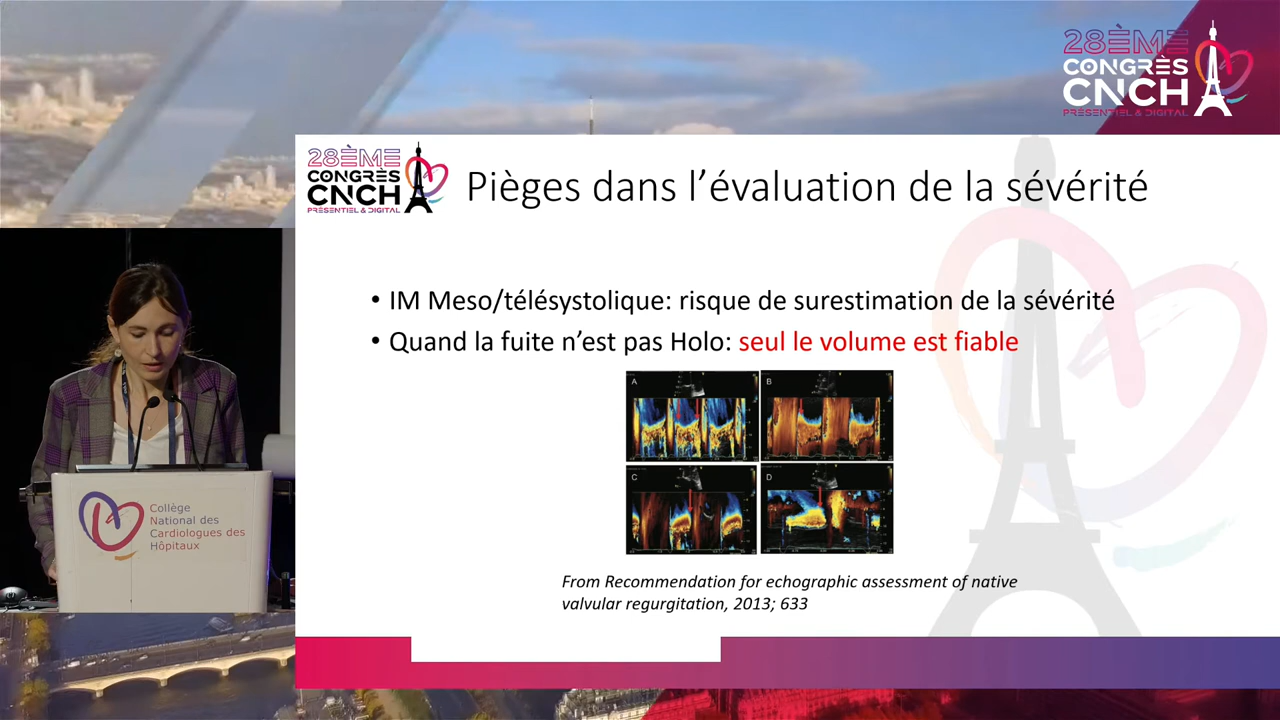 28ÈME
CONGRÈS
CNCH
PRÉSENTIEL & DIGITAL
28ÈME
CONGRÈS
CNCH
PRÉSENTIEL & DIGITAL
Pièges dans l’évaluation de la sévérité
• IM Meso/télésystolique: risque de surestimation de la sévérité
• Quand la fuite n’est pas Holo: seul le volume est fiable
A
B
C
D
From Recommendation for echographic assessment of native
valvular regurgitation, 2013; 633
Collège
National des
Cardiologues des
Hôpitaux